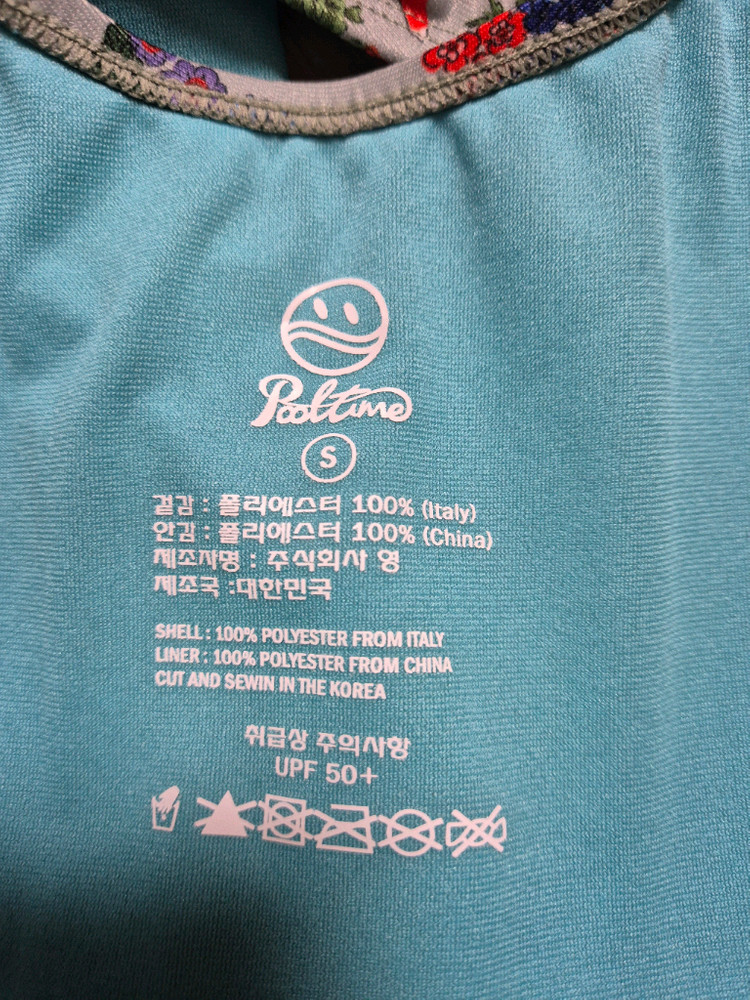 Pooltime
S
겉감 : 폴리에스터 100% (Italy)
안감 : 폴리에스터 100% (China)
제조자명 : 주식회사 영
제조국 :대한민국
SHELL : 100% POLYESTER FROM ITALY
LINER : 100% POLYESTER FROM CHINA
CUT AND SEWIN IN THE KOREA
취급상 주의사항
UPF 50+